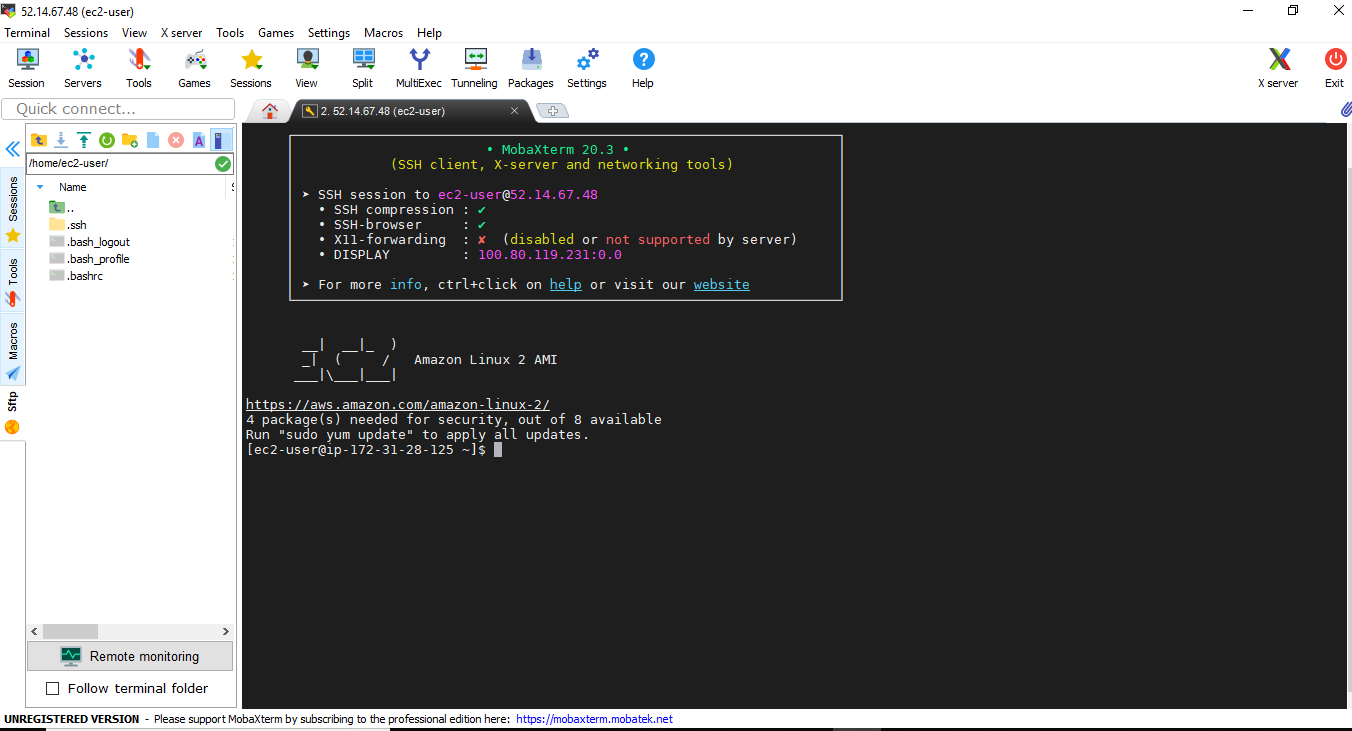 52.14.67.48 (ec2-user)
Terminal Sessions View X server Tools Games Settings Macros Help
Session Servers Tools Games Sessions View Split MultiExec Tunneling Packages Settings Help X server Exit
Quick connect...
2. 52.14.67.48 (ec2-user)
/home/ec2-user/
Name
..
.ssh
.bash_logout
.bash_profile
.bashrc
Sessions
Tools
Macros
Sftp
Remote monitoring
Follow terminal folder
• MobaXterm 20.3 •
(SSH client, X-server and networking tools)
➤ SSH session to ec2-user@52.14.67.48
• SSH compression : ✔
• SSH-browser : ✔
• X11-forwarding : ✘ (disabled or not supported by server)
• DISPLAY : 100.80.119.231:0.0
➤ For more info, ctrl+click on help or visit our website
__| __|_ )
_| ( / Amazon Linux 2 AMI
___|\___|___|
https://aws.amazon.com/amazon-linux-2/
4 package(s) needed for security, out of 8 available
Run "sudo yum update" to apply all updates.
[ec2-user@ip-172-31-28-125 ~]$
UNREGISTERED VERSION - Please support MobaXterm by subscribing to the professional edition here: https://mobaxterm.mobatek.net